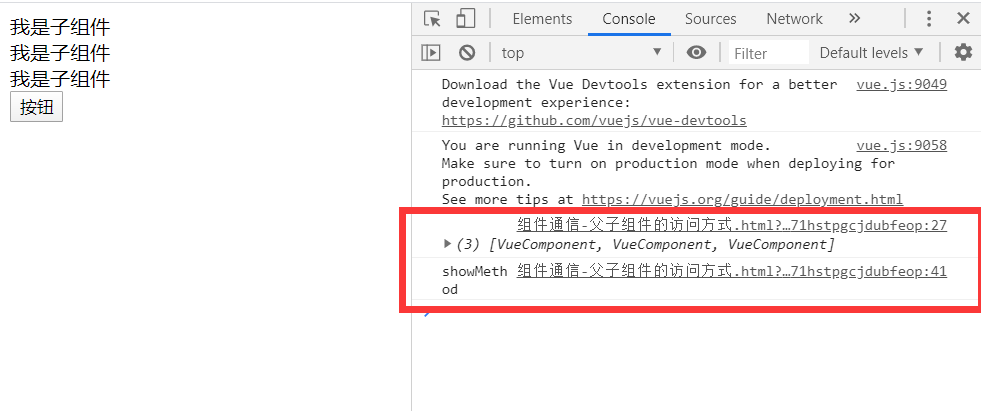 我是子组件
我是子组件
我是子组件
按钮
Elements Console Sources Network »
top Filter Default levels
Download the Vue Devtools extension for a better vue.js:9049
development experience:
https://github.com/vuejs/vue-devtools
You are running Vue in development mode. vue.js:9058
Make sure to turn on production mode when deploying for
production.
See more tips at https://vuejs.org/guide/deployment.html
组件通信-父子组件的访问方式.html?…71hstpgcjdubfeop:27
(3) [VueComponent, VueComponent, VueComponent]
showMeth 组件通信-父子组件的访问方式.html?…71hstpgcjdubfeop:41
od